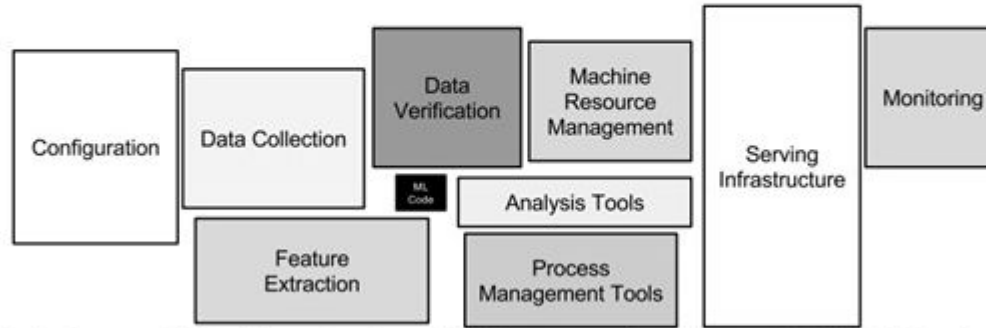 Configuration
Data Collection
Feature
Extraction
Data
Verification
ML
Code
Machine
Resource
Management
Analysis Tools
Process
Management Tools
Serving
Infrastructure
Monitoring